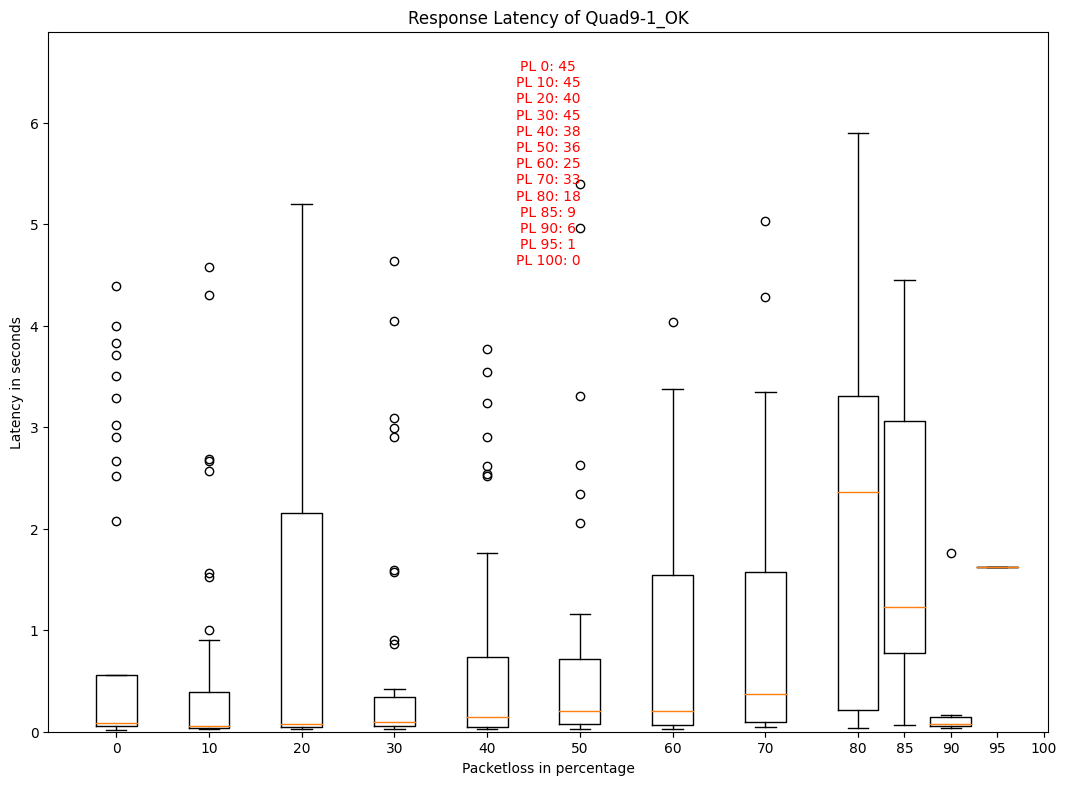 Response Latency of Quad9-1_OK
PL 0: 45
PL 10: 45
PL 20: 40
PL 30: 45
PL 40: 38
PL 50: 36
PL 60: 25
PL 70: 33
PL 80: 18
PL 85: 9
PL 90: 6
PL 95: 1
PL 100: 0
Latency in seconds
6
5
4
3
2
1
0
0 10 20 30 40 50 60 70 80 85 90 95 100
Packetloss in percentage